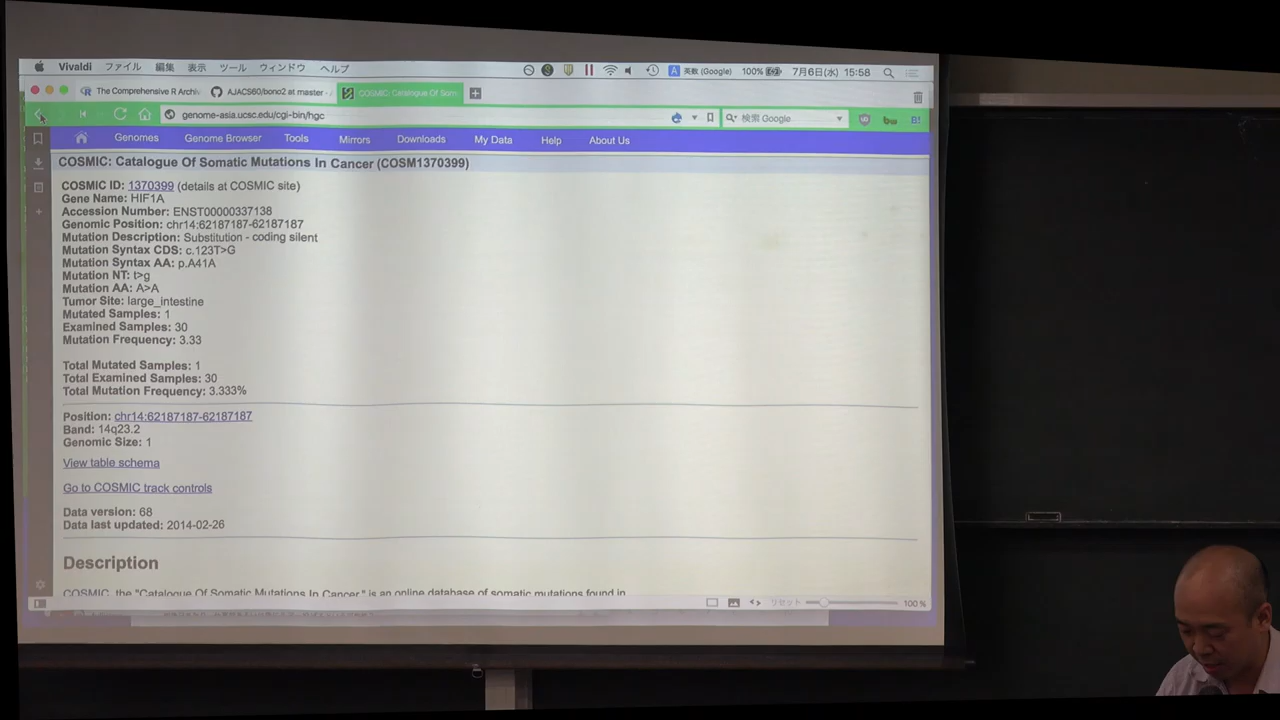 Vivaldi ファイル 編集 表示 ツール ウィンドウ ヘルプ A 英数 (Google) 100% 7月6日(水) 15:58
The Comprehensive R Archiv AJACS60/bono2 at master · COSMIC: Catalogue Of Som
genome-asia.ucsc.edu/cgi-bin/hgc 検索 Google
Genomes Genome Browser Tools Mirrors Downloads My Data Help About Us
COSMIC: Catalogue Of Somatic Mutations In Cancer (COSM1370399)
COSMIC ID: 1370399 (details at COSMIC site)
Gene Name: HIF1A
Accession Number: ENST00000337138
Genomic Position: chr14:62187187-62187187
Mutation Description: Substitution - coding silent
Mutation Syntax CDS: c.123T>G
Mutation Syntax AA: p.A41A
Mutation NT: t>g
Mutation AA: A>A
Tumor Site: large_intestine
Mutated Samples: 1
Examined Samples: 30
Mutation Frequency: 3.33
Total Mutated Samples: 1
Total Examined Samples: 30
Total Mutation Frequency: 3.333%
Position: chr14:62187187-62187187
Band: 14q23.2
Genomic Size: 1
View table schema
Go to COSMIC track controls
Data version: 68
Data last updated: 2014-02-26
Description
COSMIC, the "Catalogue Of Somatic Mutations In Cancer," is an online database of somatic mutations found in
リセット 100 %